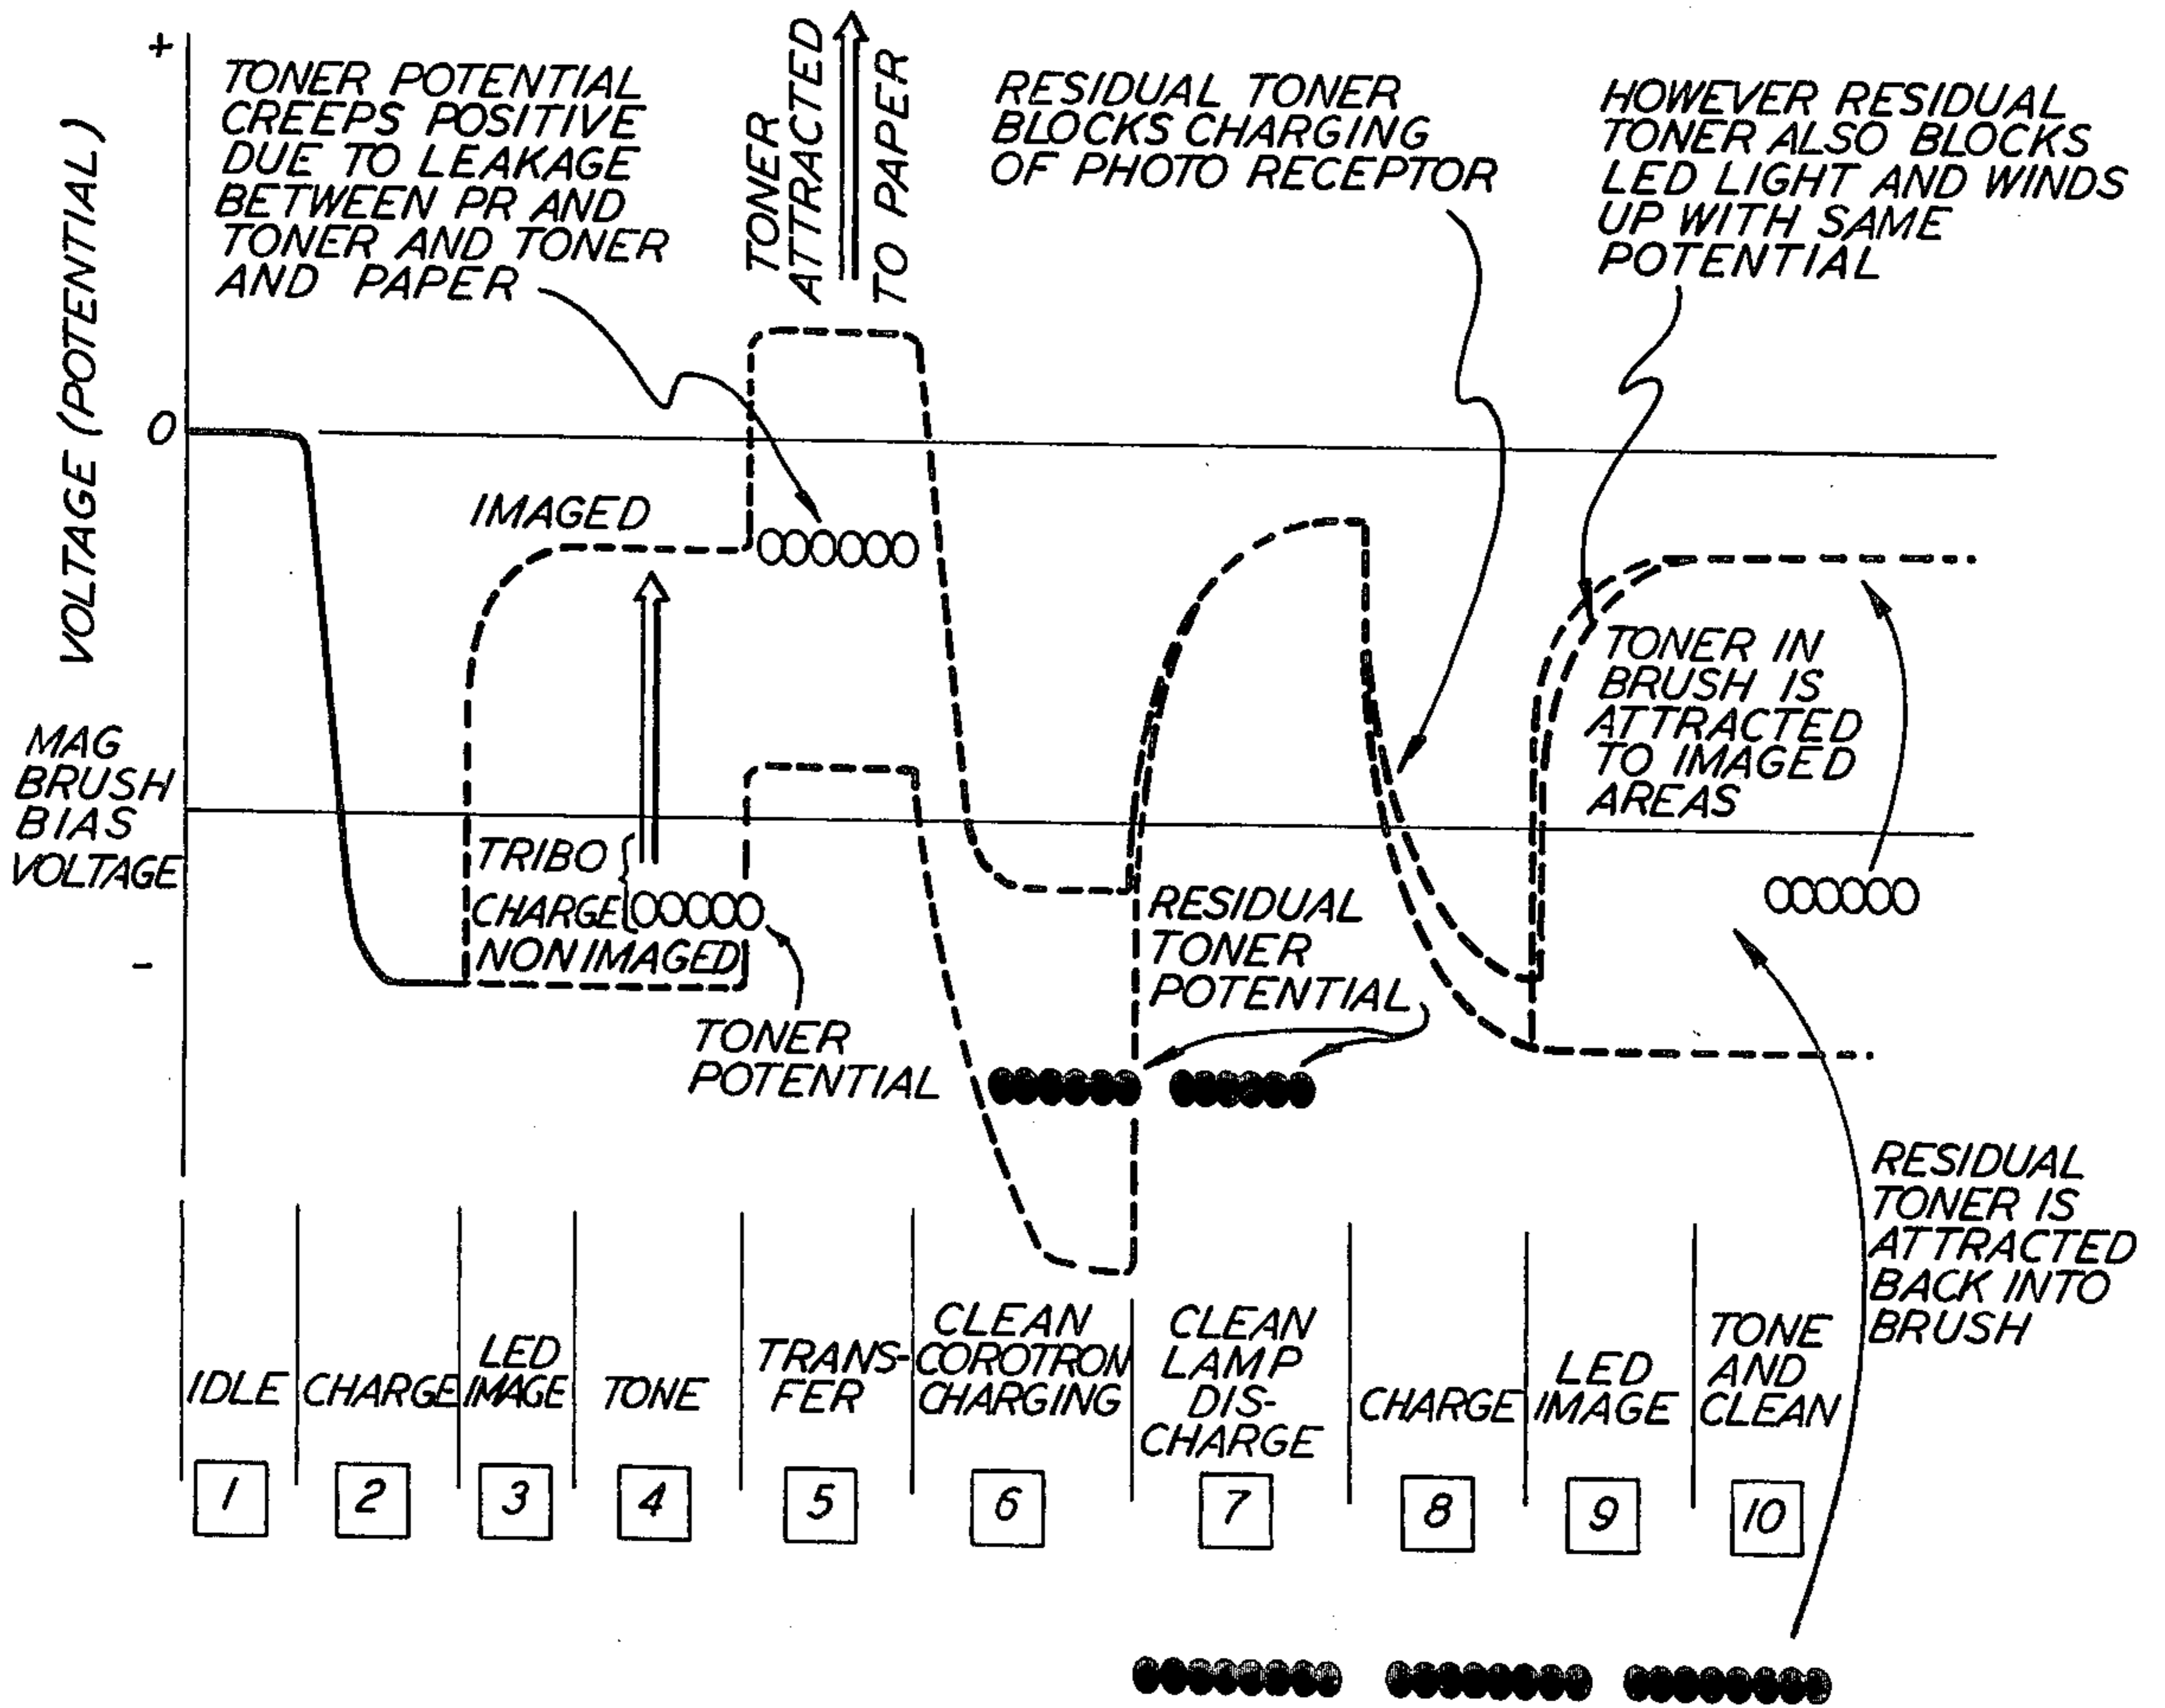 +
TONER POTENTIAL
CREEPS POSITIVE
DUE TO LEAKAGE
BETWEEN PR AND
TONER AND TONER
AND PAPER
TONER
ATTRACTED
TO PAPER
RESIDUAL TONER
BLOCKS CHARGING
OF PHOTO RECEPTOR
HOWEVER RESIDUAL
TONER ALSO BLOCKS
LED LIGHT AND WINDS
UP WITH SAME
POTENTIAL
VOLTAGE (POTENTIAL)
0
IMAGED
TONER IN
BRUSH IS
ATTRACTED
TO IMAGED
AREAS
MAG
BRUSH
BIAS
VOLTAGE
TRIBO
CHARGE
NONIMAGED
-
TONER
POTENTIAL
RESIDUAL
TONER
POTENTIAL
RESIDUAL
TONER IS
ATTRACTED
BACK INTO
BRUSH
IDLE
CHARGE
LED
IMAGE
TONE
TRANS-
FER
CLEAN
COROTRON
CHARGING
CLEAN
LAMP
DIS-
CHARGE
CHARGE
LED
IMAGE
TONE
AND
CLEAN
1
2
3
4
5
6
7
8
9
10